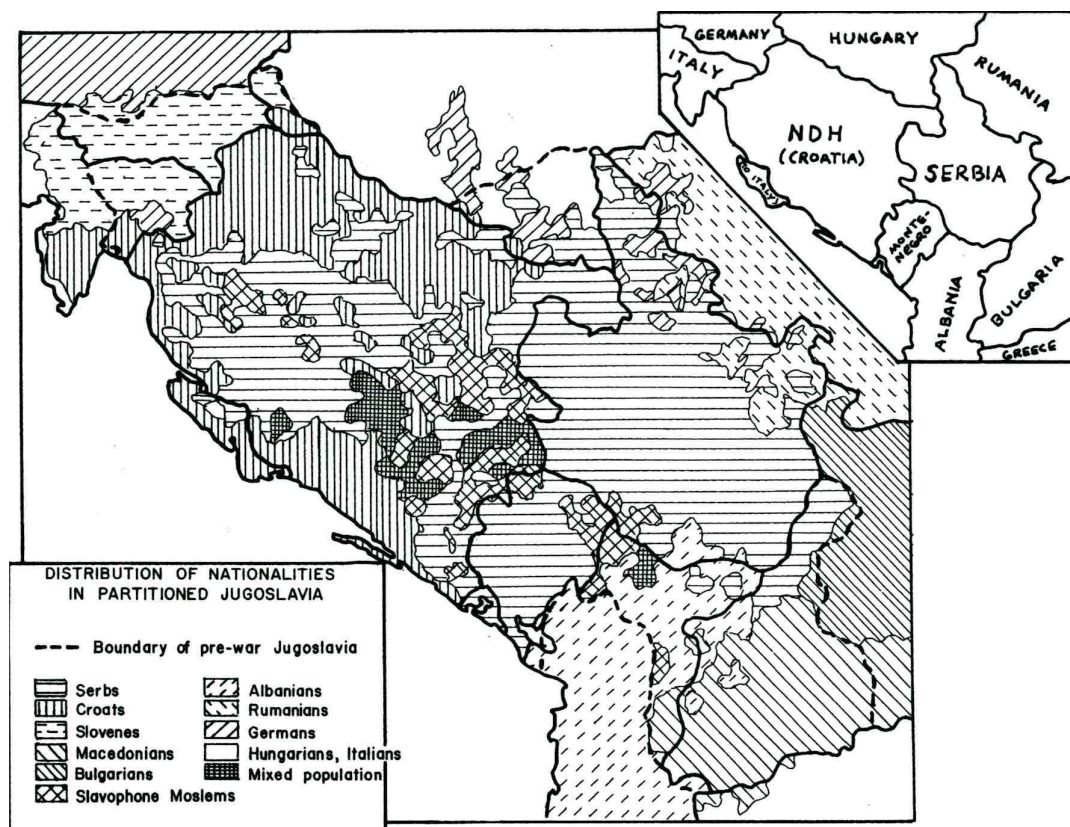 GERMANY
HUNGARY
ITALY
RUMANIA
NDH
(CROATIA)
TO ITALY
SERBIA
MONTE-
NEGRO
ALBANIA
BULGARIA
GREECE
DISTRIBUTION OF NATIONALITIES
IN PARTITIONED JUGOSLAVIA
Boundary of pre-war Jugoslavia
Serbs
Croats
Slovenes
Macedonians
Bulgarians
Slavophone Moslems
Albanians
Rumanians
Germans
Hungarians, Italians
Mixed population